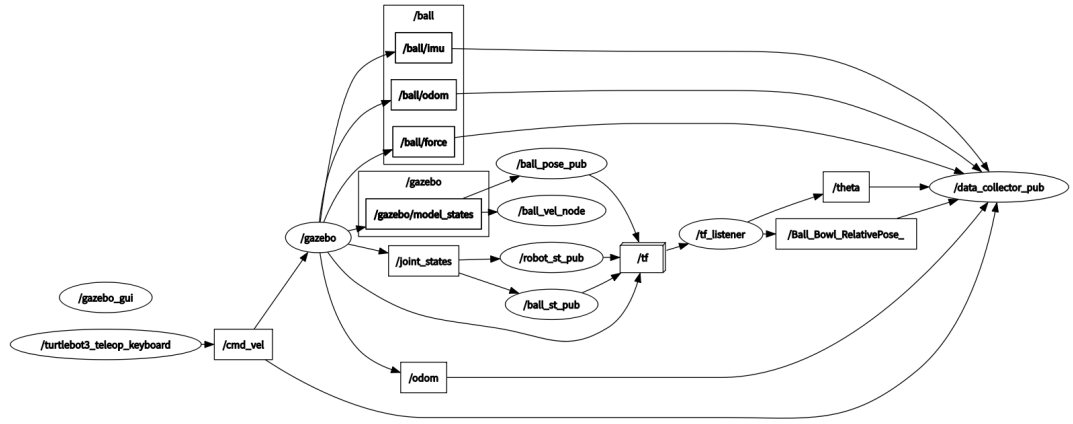 /ball
/ball/imu
/ball/odom
/ball/force
/ball_pose_pub
/gazebo
/theta
/data_collector_pub
/gazebo/model_states
/ball_vel_node
/gazebo
/tf_listener
/Ball_Bowl_RelativePose_
/joint_states
/robot_st_pub
/tf
/gazebo_gui
/ball_st_pub
/turtlebot3_teleop_keyboard
/cmd_vel
/odom